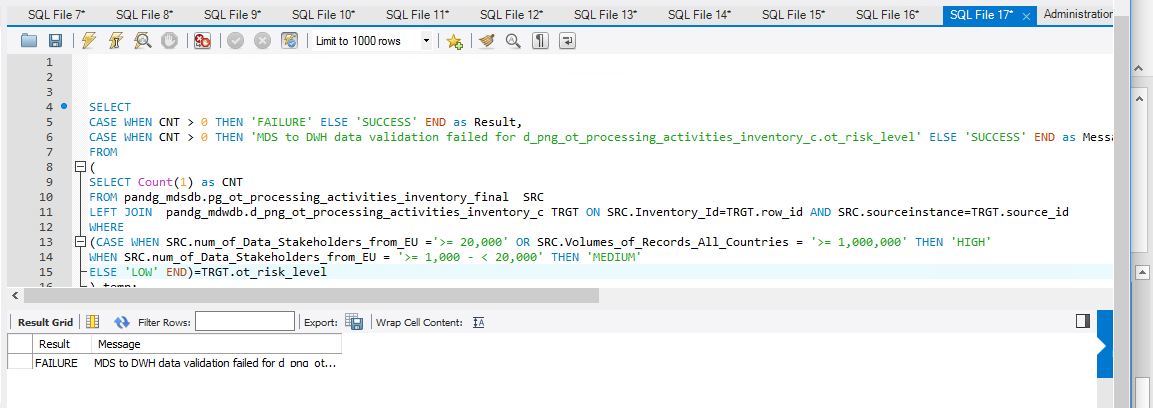 SQL File 7* SQL File 8* SQL File 9* SQL File 10* SQL File 11* SQL File 12* SQL File 13* SQL File 14* SQL File 15* SQL File 16* SQL File 17* × Administration
Limit to 1000 rows
1
2
3
4 SELECT
5 CASE WHEN CNT > 0 THEN 'FAILURE' ELSE 'SUCCESS' END as Result,
6 CASE WHEN CNT > 0 THEN 'MDS to DWH data validation failed for d_png_ot_processing_activities_inventory_c.ot_risk_level' ELSE 'SUCCESS' END as Messa
7 FROM
8 (
9 SELECT Count(1) as CNT
10 FROM pandg_mdsdb.pg_ot_processing_activities_inventory_final SRC
11 LEFT JOIN pandg_mdwdb.d_png_ot_processing_activities_inventory_c TRGT ON SRC.Inventory_Id=TRGT.row_id AND SRC.sourceinstance=TRGT.source_id
12 WHERE
13 (CASE WHEN SRC.num_of_Data_Stakeholders_from_EU ='>= 20,000' OR SRC.Volumes_of_Records_All_Countries = '>= 1,000,000' THEN 'HIGH'
14 WHEN SRC.num_of_Data_Stakeholders_from_EU = '>= 1,000 - < 20,000' THEN 'MEDIUM'
15 ELSE 'LOW' END)=TRGT.ot_risk_level
16 ) temp;
Result Grid Filter Rows: Export: Wrap Cell Content: IA
Result Message
FAILURE MDS to DWH data validation failed for d_png_ot...